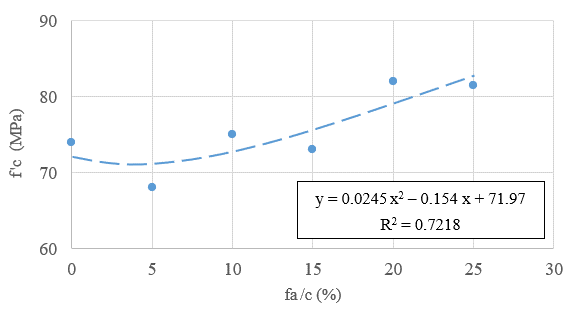 90
80
70
60
f'c (MPa)
y = 0.0245 x² – 0.154 x + 71.97
R² = 0.7218
0 5 10 15 20 25 30
fa/c (%)